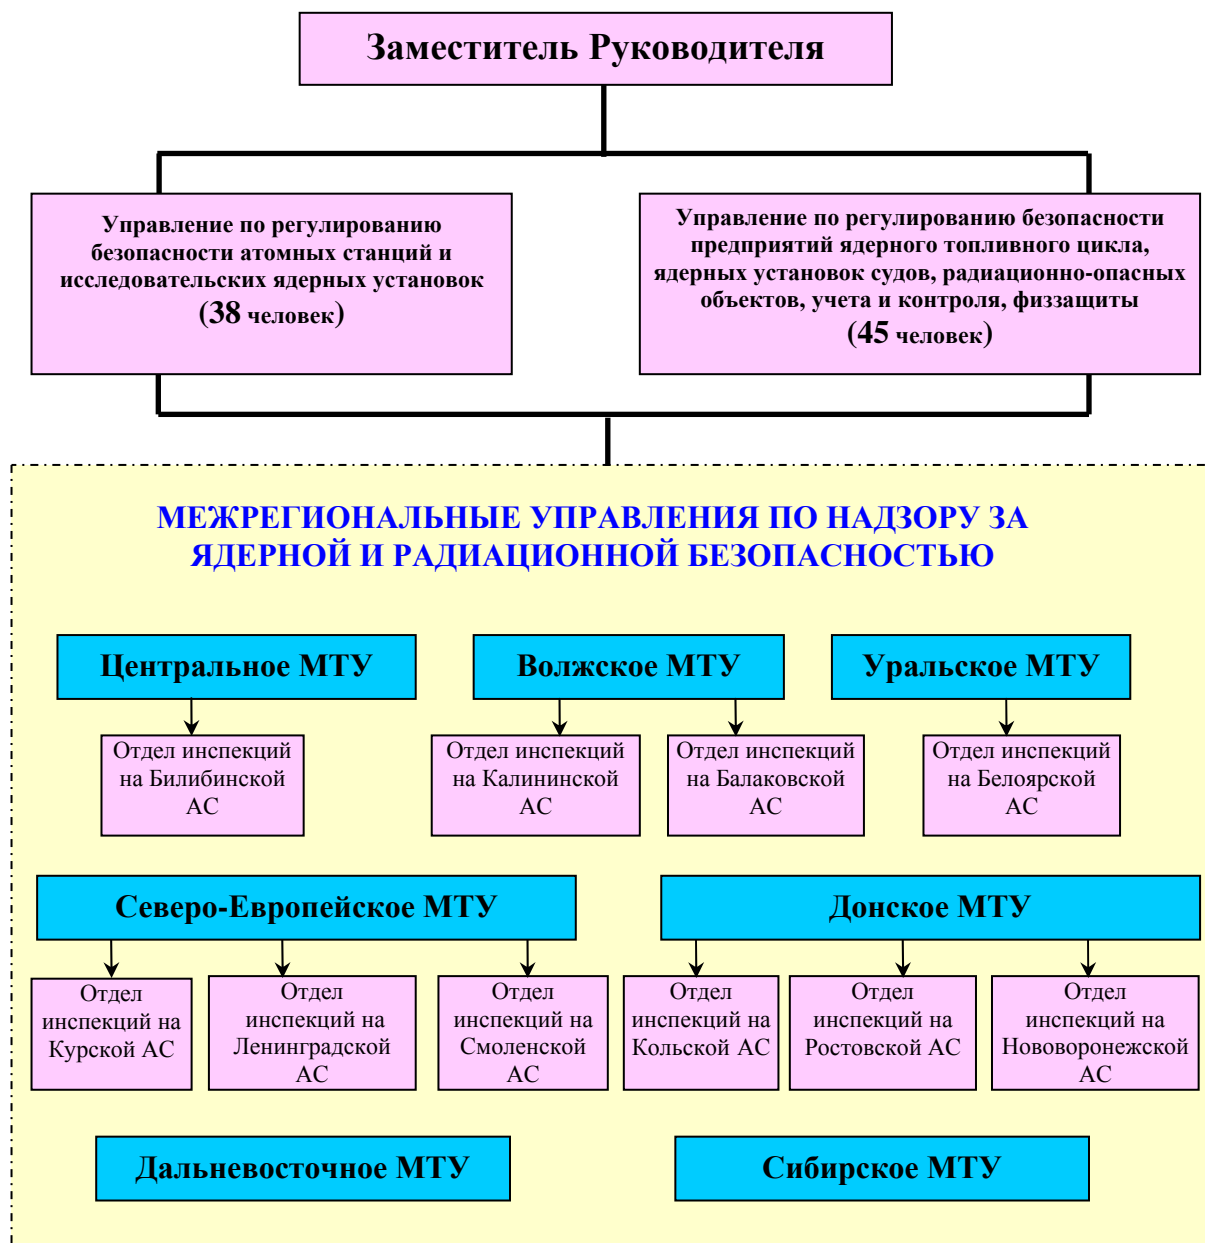 Заместитель Руководителя
Управление по регулированию
безопасности атомных станций и
исследовательских ядерных установок
(38 человек)
Управление по регулированию безопасности
предприятий ядерного топливного цикла,
ядерных установок судов, радиационно-опасных
объектов, учета и контроля, физзащиты
(45 человек)
МЕЖРЕГИОНАЛЬНЫЕ УПРАВЛЕНИЯ ПО НАДЗОРУ ЗА
ЯДЕРНОЙ И РАДИАЦИОННОЙ БЕЗОПАСНОСТЬЮ
Центральное МТУ
Волжское МТУ
Уральское МТУ
Отдел инспекций
на Билибинской
АС
Отдел инспекций
на Калининской
АС
Отдел инспекций
на Балаковской
АС
Отдел инспекций
на Белоярской
АС
Северо-Европейское МТУ
Донское МТУ
Отдел
инспекций на
Курской АС
Отдел
инспекций на
Ленинградской
АС
Отдел
инспекций на
Смоленской
АС
Отдел
инспекций на
Кольской АС
Отдел
инспекций на
Ростовской АС
Отдел
инспекций на
Нововоронежской
АС
Дальневосточное МТУ
Сибирское МТУ